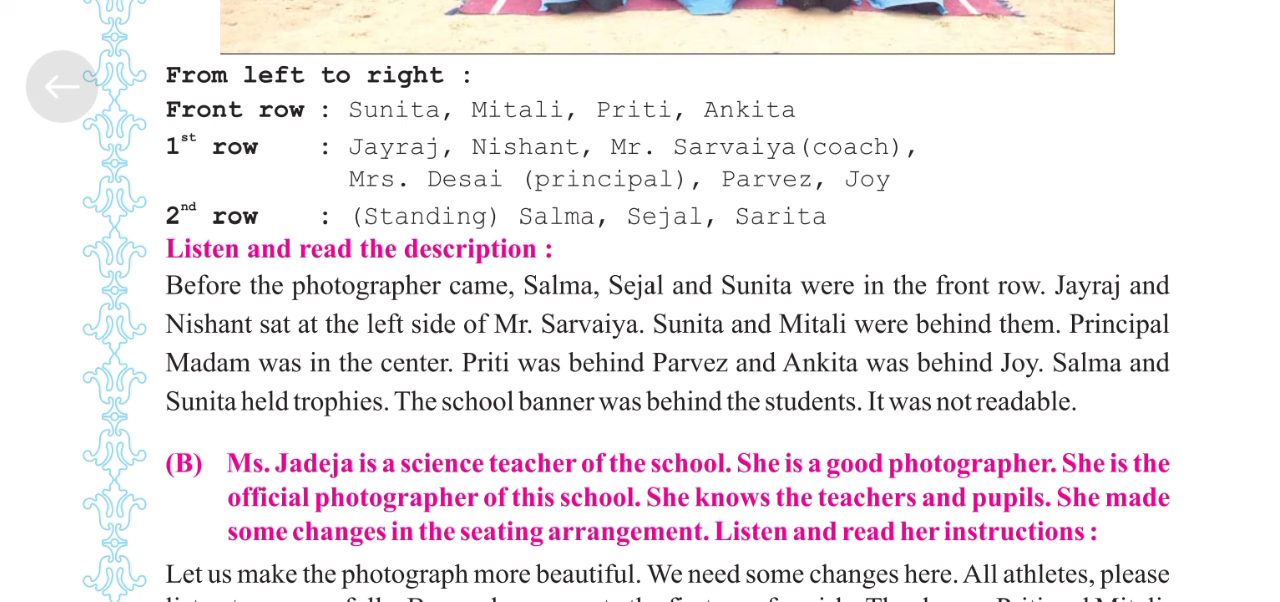 From left to right :
Front row : Sunita, Mitali, Priti, Ankita
1st row : Jayraj, Nishant, Mr. Sarvaiya(coach),
Mrs. Desai (principal), Parvez, Joy
2nd row : (Standing) Salma, Sejal, Sarita
Listen and read the description :
Before the photographer came, Salma, Sejal and Sunita were in the front row. Jayraj and
Nishant sat at the left side of Mr. Sarvaiya. Sunita and Mitali were behind them. Principal
Madam was in the center. Priti was behind Parvez and Ankita was behind Joy. Salma and
Sunita held trophies. The school banner was behind the students. It was not readable.
(B) Ms. Jadeja is a science teacher of the school. She is a good photographer. She is the
official photographer of this school. She knows the teachers and pupils. She made
some changes in the seating arrangement. Listen and read her instructions :
Let us make the photograph more beautiful. We need some changes here. All athletes, please